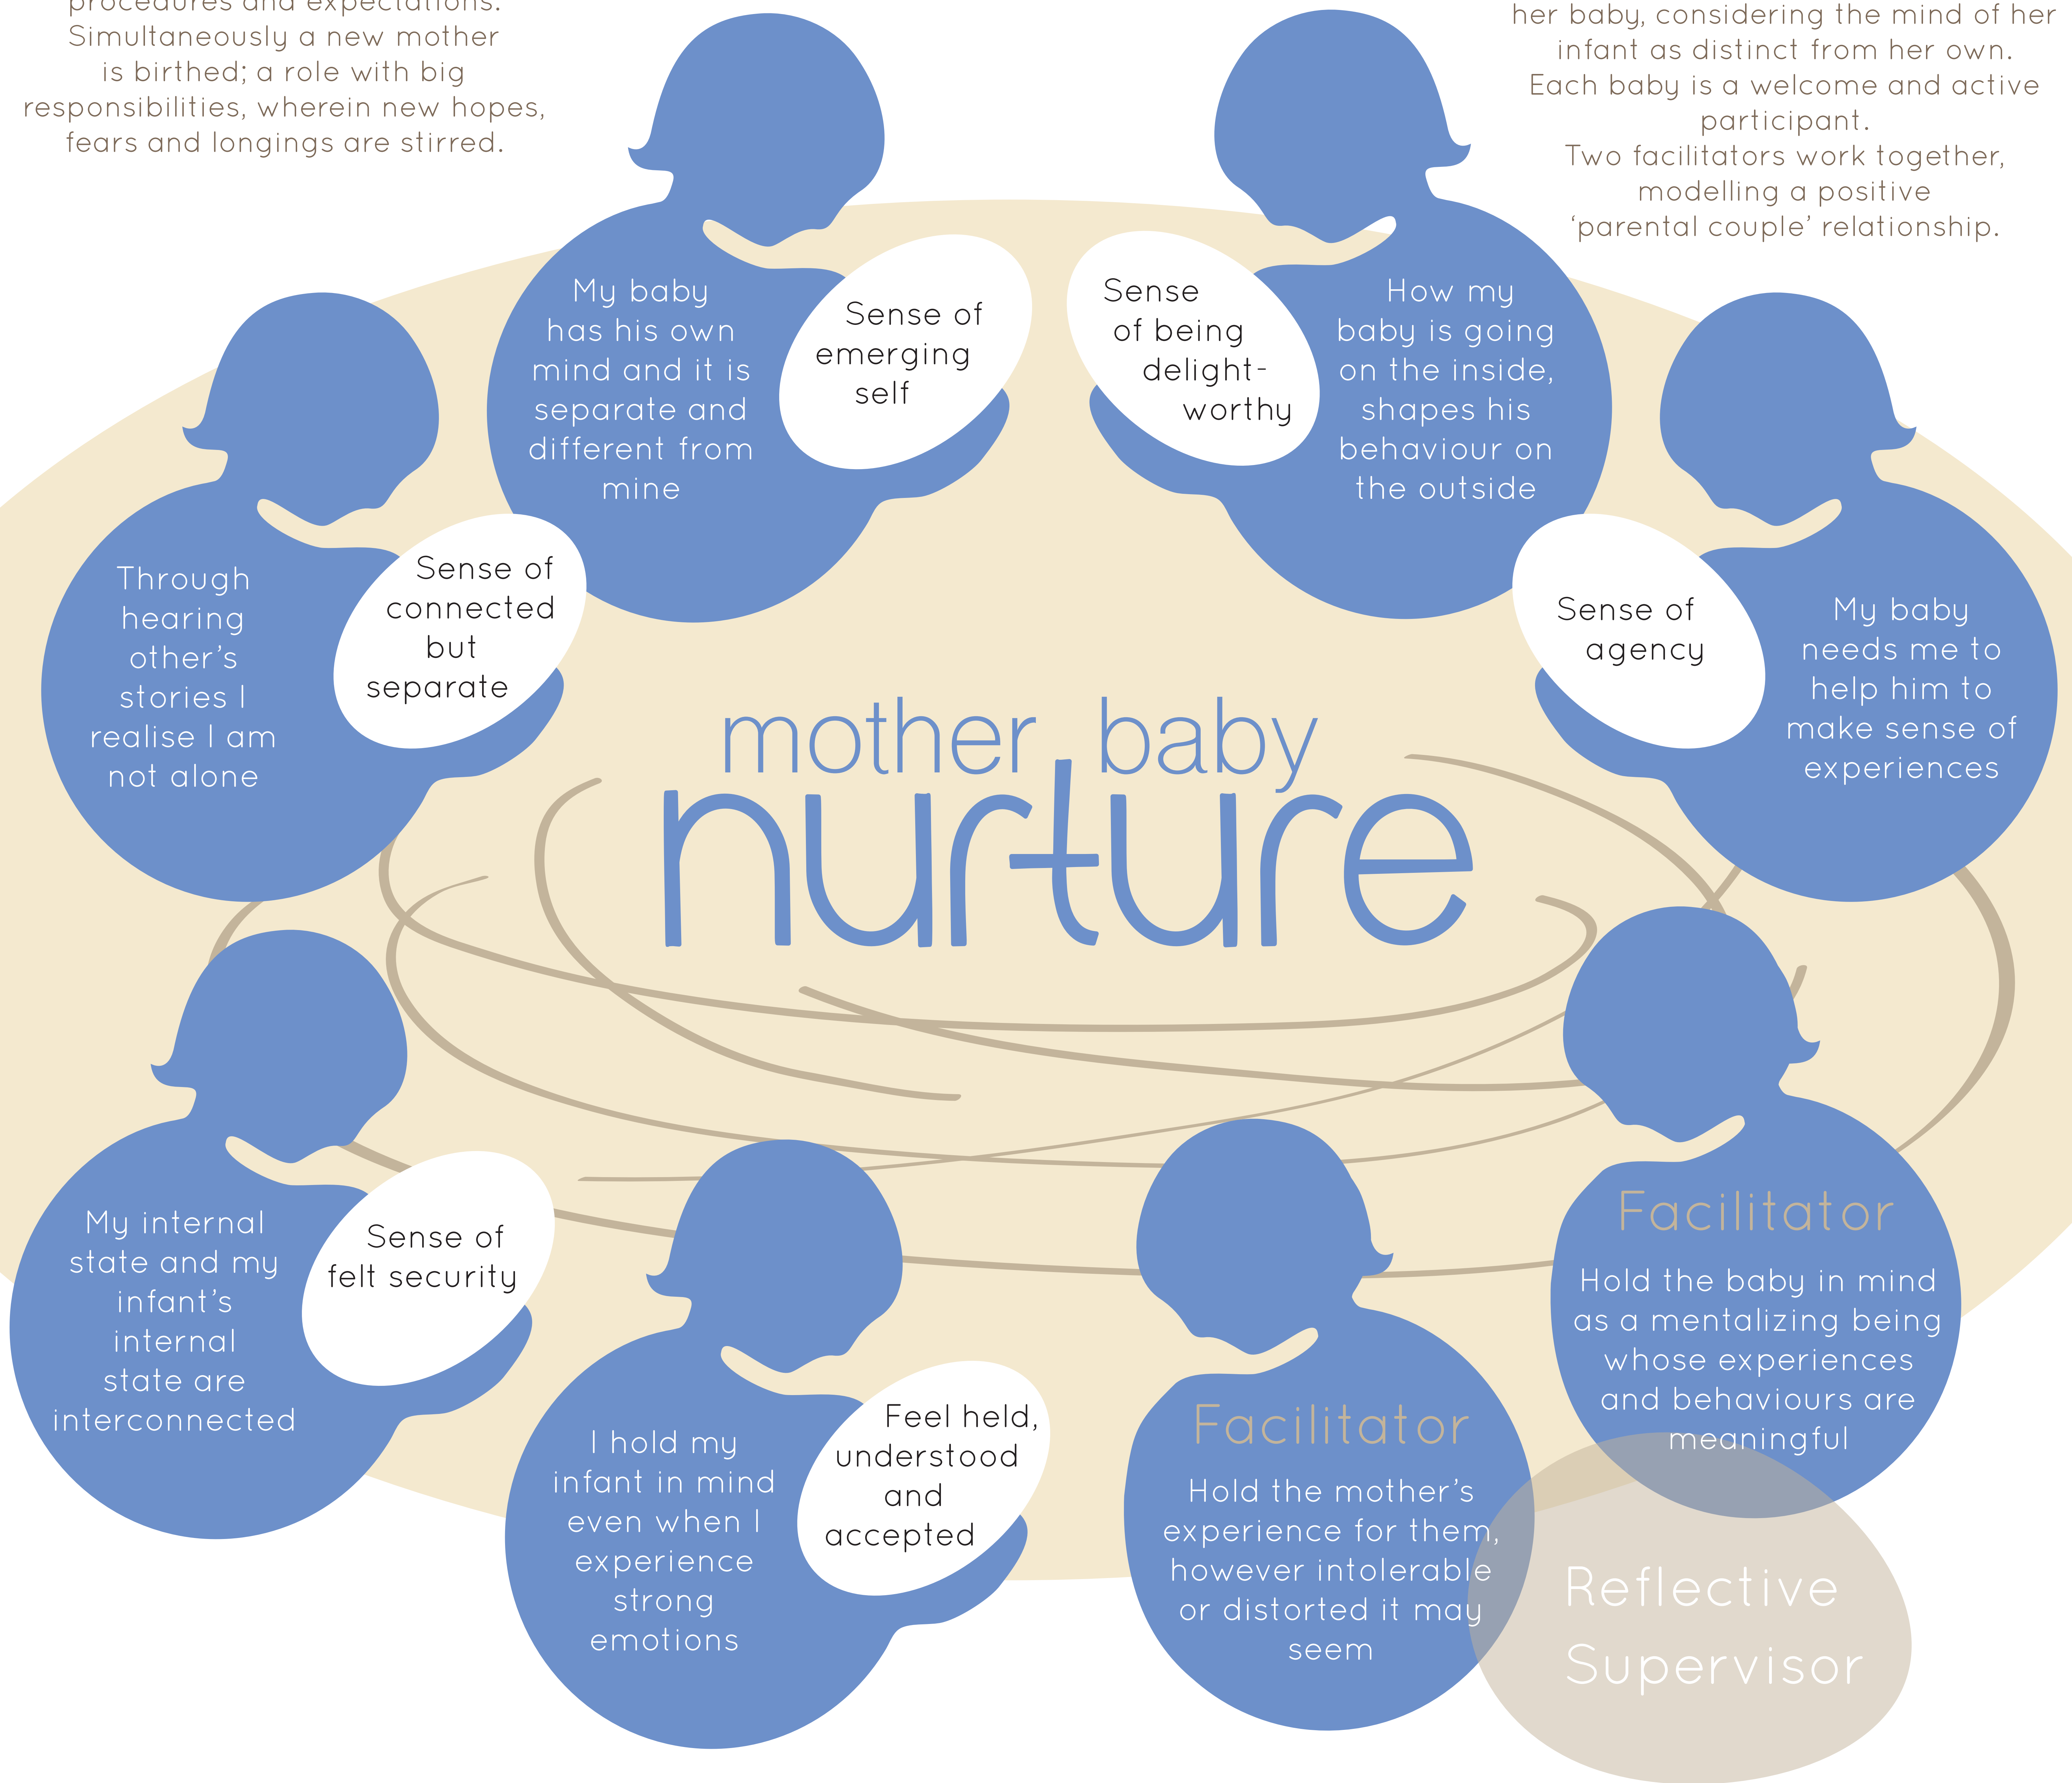 procedures and expectations.
Simultaneously a new mother
is birthed; a role with big
responsibilities, wherein new hopes,
fears and longings are stirred.
her baby, considering the mind of her
infant as distinct from her own.
Each baby is a welcome and active
participant.
Two facilitators work together,
modelling a positive
‘parental couple’ relationship.
My baby
has his own
mind and it is
separate and
different from
mine
Sense of
emerging
self
Sense
of being
delight-
worthy
How my
baby is going
on the inside,
shapes his
behaviour on
the outside
Through
hearing
other’s
stories I
realise I am
not alone
Sense of
connected
but
separate
Sense of
agency
My baby
needs me to
help him to
make sense of
experiences
mother baby
nurture
My internal
state and my
infant’s
internal
state are
interconnected
Sense of
felt security
I hold my
infant in mind
even when I
experience
strong
emotions
Feel held,
understood
and
accepted
Facilitator
Hold the mother’s
experience for them,
however intolerable
or distorted it may
seem
Facilitator
Hold the baby in mind
as a mentalizing being
whose experiences
and behaviours are
meaningful
Reflective
Supervisor